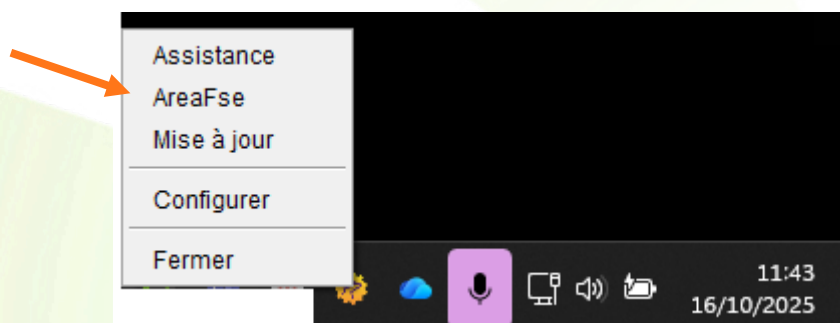 Assistance
AreaFse
Mise à jour
Configurer
Fermer
11:43
16/10/2025